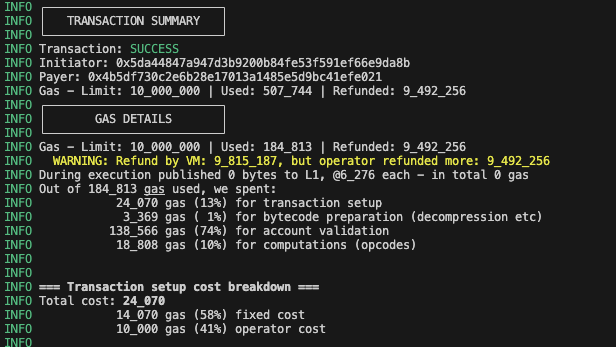 INFO
INFO TRANSACTION SUMMARY
INFO
INFO Transaction: SUCCESS
INFO Initiator: 0x5da44847a947d3b9200b84fe53f591ef66e9da8b
INFO Payer: 0x4b5df730c2e6b28e17013a1485e5d9bc41efe021
INFO Gas - Limit: 10_000_000 | Used: 507_744 | Refunded: 9_492_256
INFO
INFO GAS DETAILS
INFO
INFO Gas - Limit: 10_000_000 | Used: 184_813 | Refunded: 9_492_256
INFO WARNING: Refund by VM: 9_815_187, but operator refunded more: 9_492_256
INFO During execution published 0 bytes to L1, @6_276 each - in total 0 gas
INFO Out of 184_813 gas used, we spent:
INFO 24_070 gas (13%) for transaction setup
INFO 3_369 gas ( 1%) for bytecode preparation (decompression etc)
INFO 138_566 gas (74%) for account validation
INFO 18_808 gas (10%) for computations (opcodes)
INFO
INFO
INFO === Transaction setup cost breakdown ===
INFO Total cost: 24_070
INFO 14_070 gas (58%) fixed cost
INFO 10_000 gas (41%) operator cost
INFO